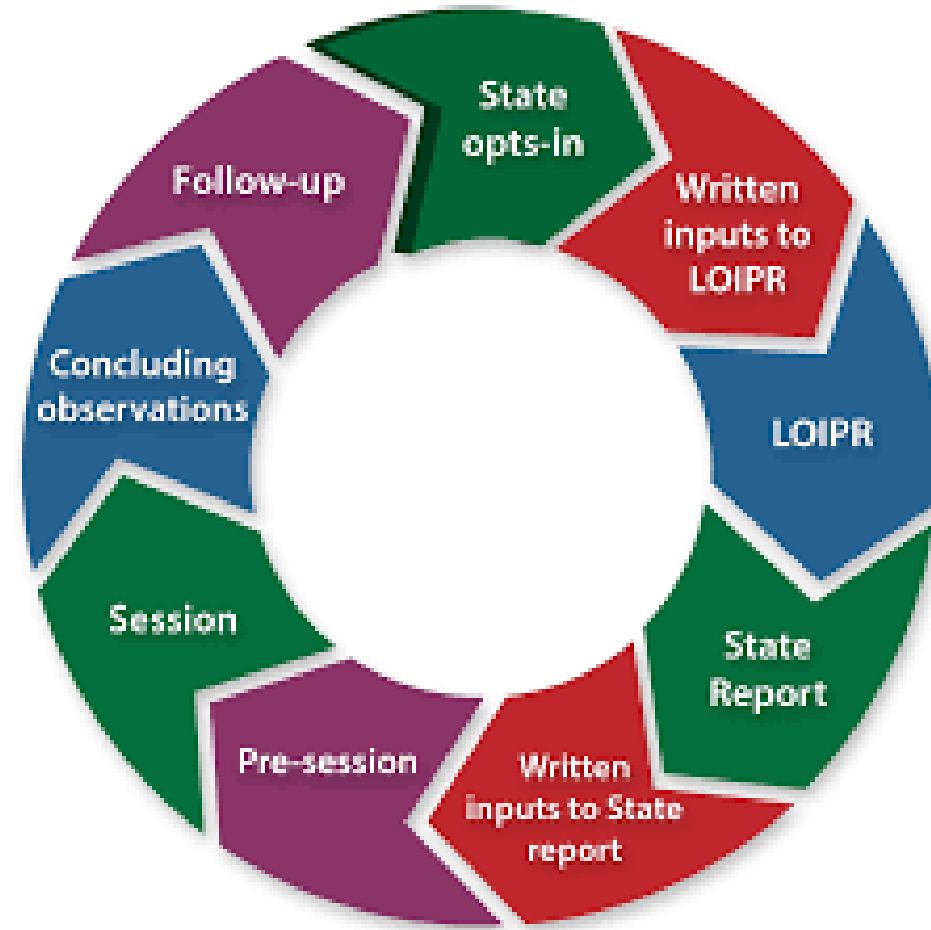 State
opts-in
Written
inputs to
LOIPR
LOIPR
State
Report
Written
inputs to State
report
Pre-session
Session
Concluding
observations
Follow-up